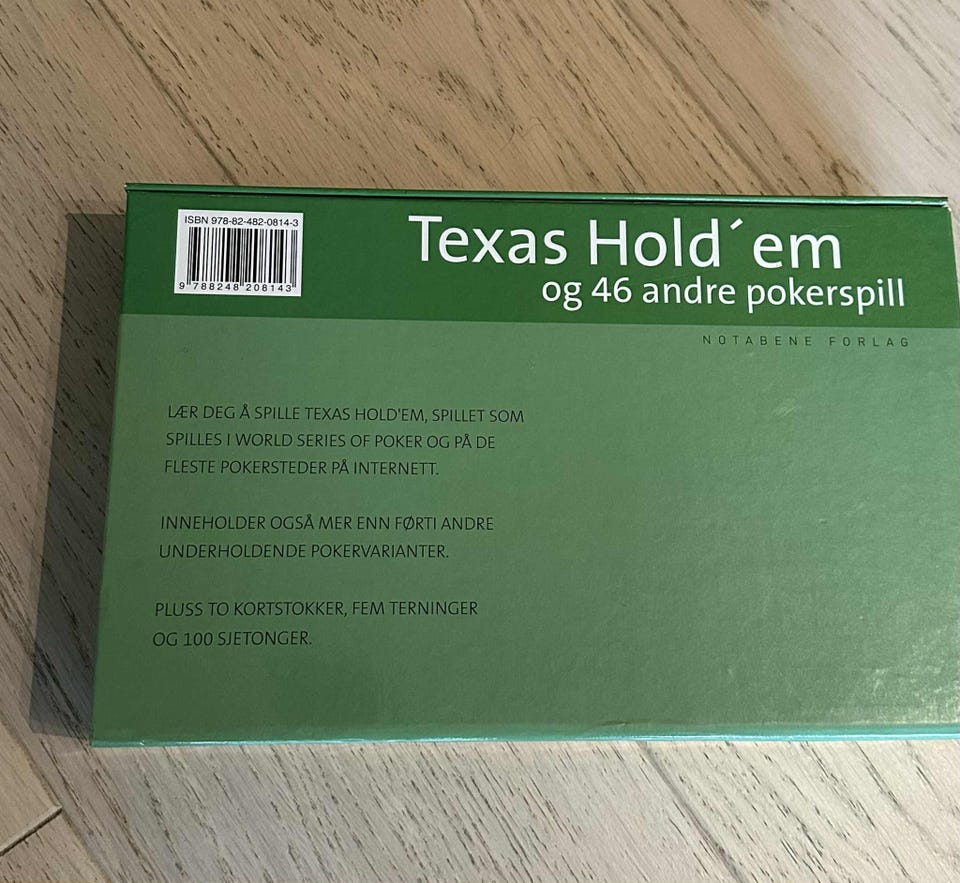 ISBN 978-82-482-0814-3
9 788248 208143
Texas Hold´em
og 46 andre pokerspill
NOTABENE FORLAG
LÆR DEG Å SPILLE TEXAS HOLD'EM, SPILLET SOM
SPILLES I WORLD SERIES OF POKER OG PÅ DE
FLESTE POKERSTEDER PÅ INTERNETT.
INNEHOLDER OGSÅ MER ENN FØRTI ANDRE
UNDERHOLDENDE POKERVARIANTER.
PLUSS TO KORTSTOKKER, FEM TERNINGER
OG 100 SJETONGER.